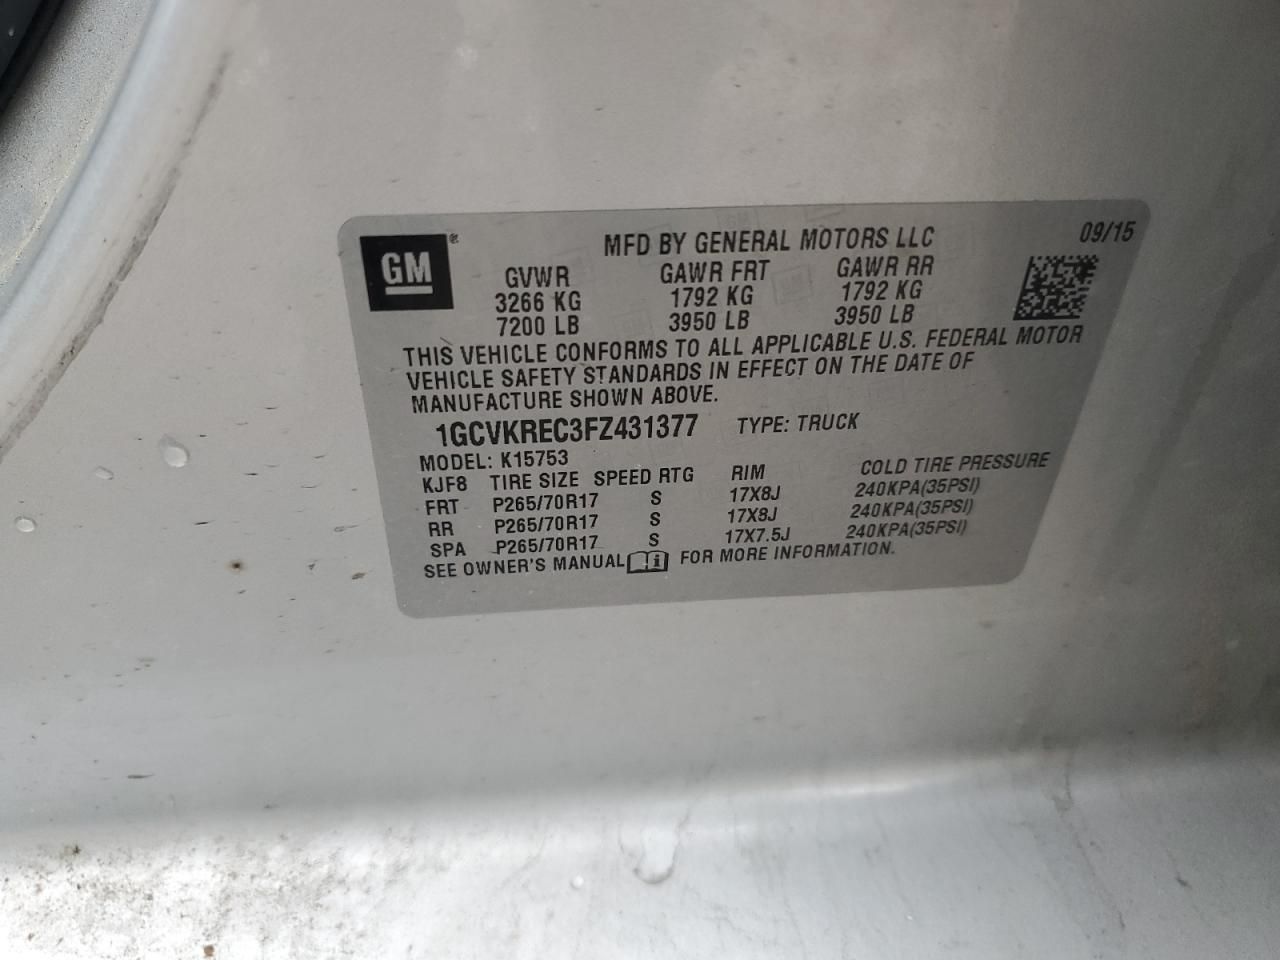 GM®
MFD BY GENERAL MOTORS LLC 09/15
GVWR GAWR FRT GAWR RR
3266 KG 1792 KG 1792 KG
7200 LB 3950 LB 3950 LB
THIS VEHICLE CONFORMS TO ALL APPLICABLE U.S. FEDERAL MOTOR
VEHICLE SAFETY STANDARDS IN EFFECT ON THE DATE OF
MANUFACTURE SHOWN ABOVE.
1GCVKREC3FZ431377 TYPE: TRUCK
MODEL: K15753
KJF8 TIRE SIZE SPEED RTG RIM COLD TIRE PRESSURE
FRT P265/70R17 S 17X8J 240KPA(35PSI)
RR P265/70R17 S 17X8J 240KPA(35PSI)
SPA P265/70R17 S 17X7.5J 240KPA(35PSI)
SEE OWNER'S MANUAL i FOR MORE INFORMATION.